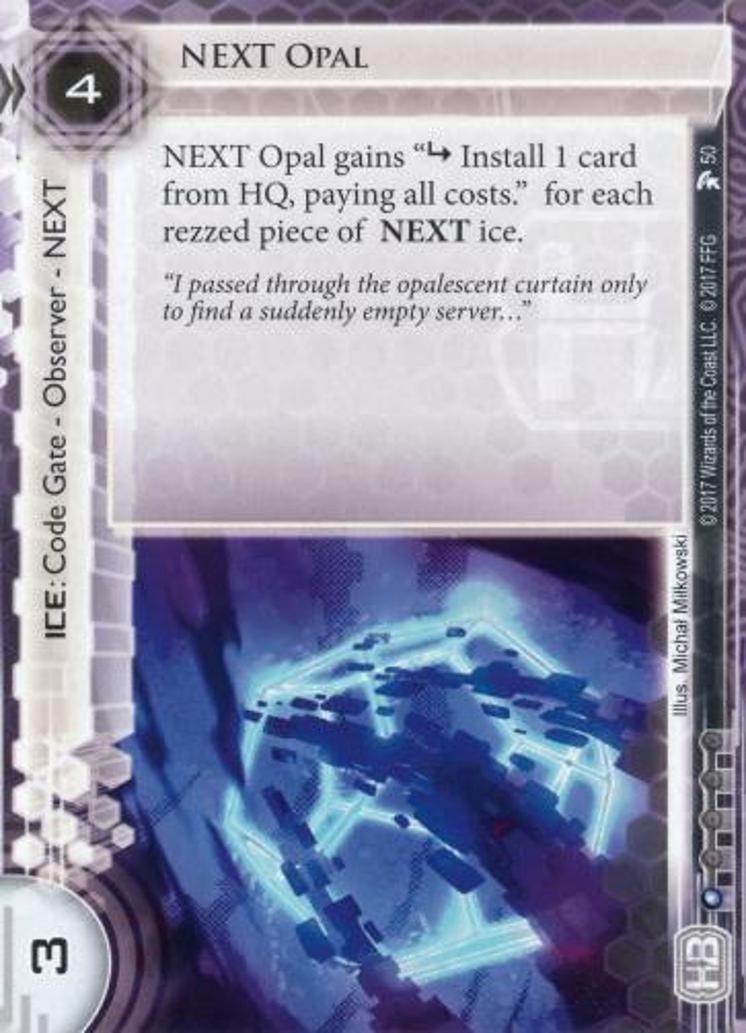 NEXT OPAL
4
NEXT Opal gains “↳ Install 1 card
from HQ, paying all costs.” for each
rezzed piece of NEXT ice.
“I passed through the opalescent curtain only
to find a suddenly empty server…”
ICE: Code Gate - Observer - NEXT
50
© 2017 Wizards of the Coast LLC. © 2017 FFG
Illus. Michał Miłkowski
3
HB